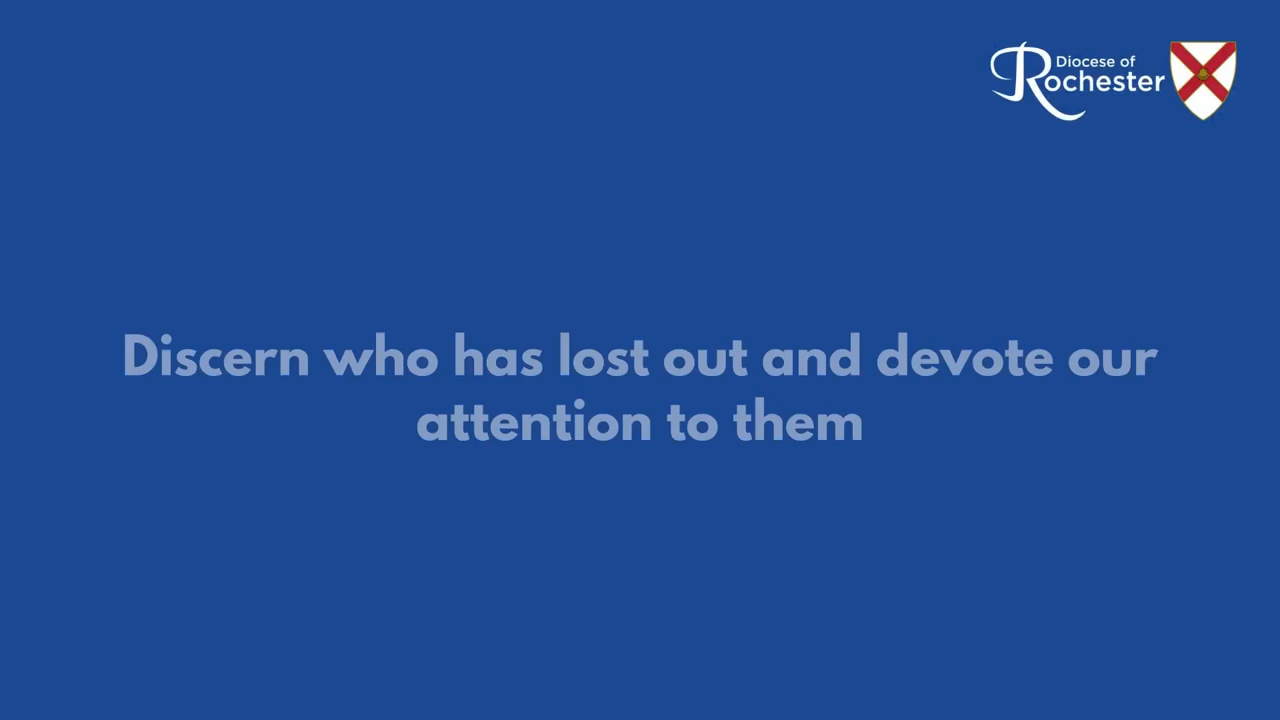 Diocese of
Rochester
Discern who has lost out and devote our
attention to them